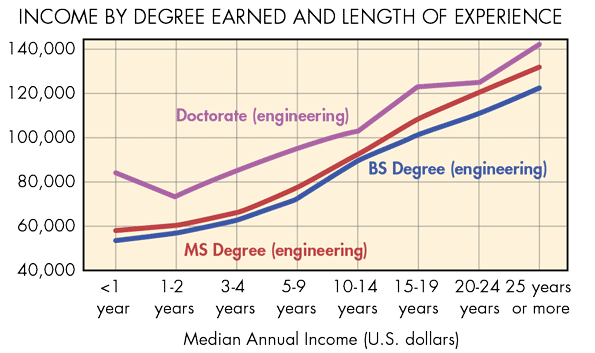 INCOME BY DEGREE EARNED AND LENGTH OF EXPERIENCE
140,000
120,000
100,000
80,000
60,000
40,000
Doctorate (engineering)
BS Degree (engineering)
MS Degree (engineering)
<1 year
1-2 years
3-4 years
5-9 years
10-14 years
15-19 years
20-24 years
25 years or more
Median Annual Income (U.S. dollars)